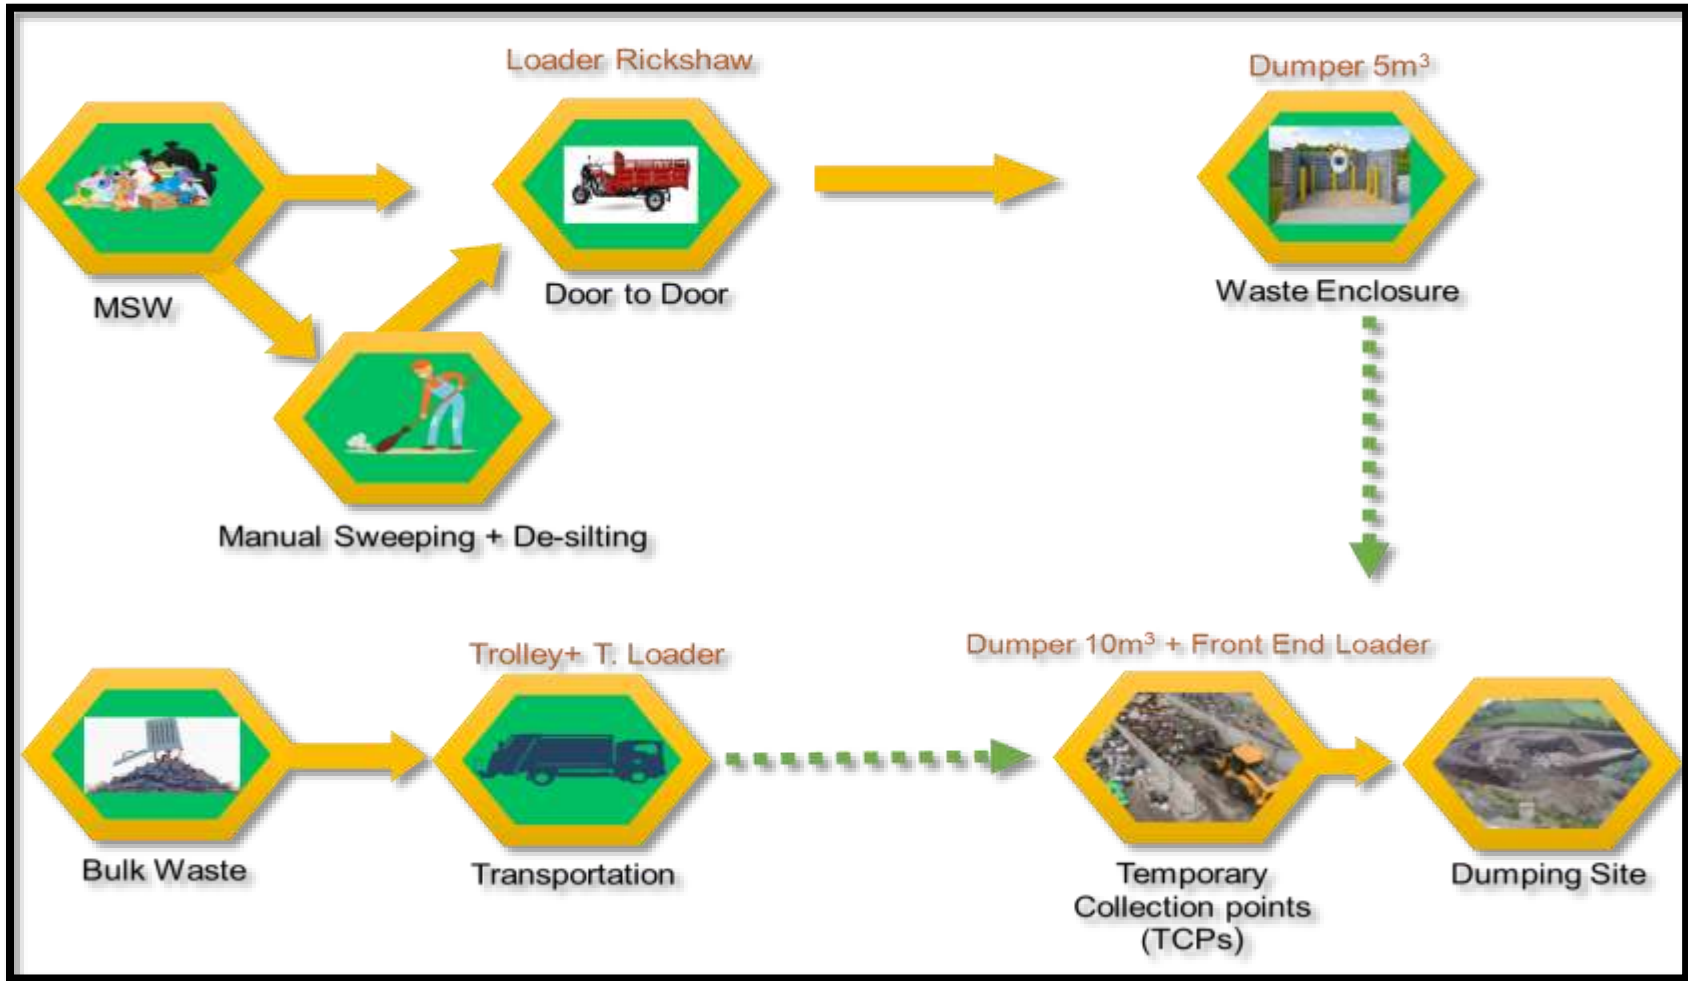 Loader Rickshaw
Dumper 5m³
MSW
Door to Door
Waste Enclosure
Manual Sweeping + De-silting
Trolley+ T. Loader
Dumper 10m³ + Front End Loader
Bulk Waste
Transportation
Temporary
Collection points
(TCPs)
Dumping Site